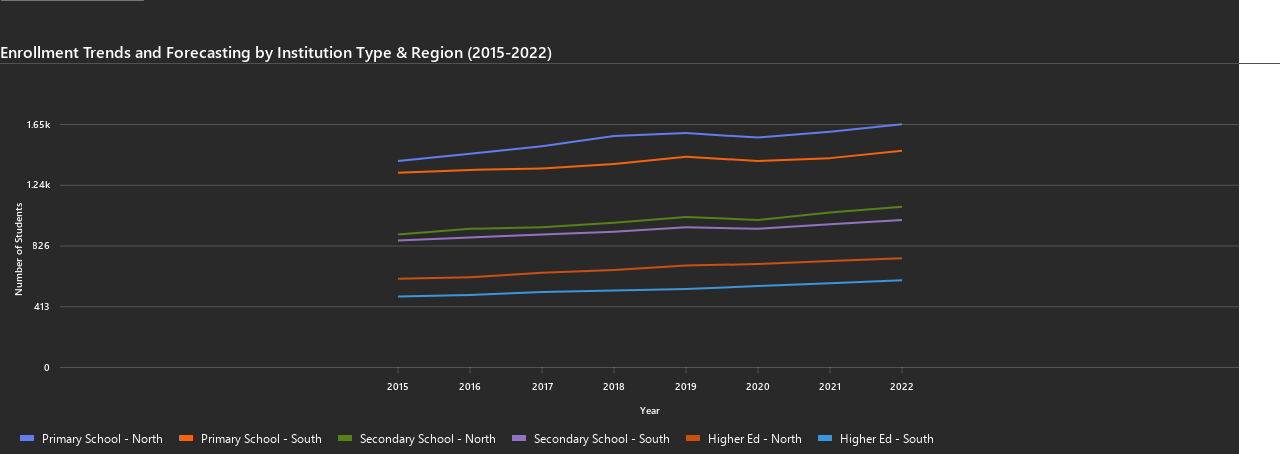 Enrollment Trends and Forecasting by Institution Type & Region (2015-2022)
1.65k
1.24k
826
413
0
Number of Students
2015 2016 2017 2018 2019 2020 2021 2022
Year
Primary School - North Primary School - South Secondary School - North Secondary School - South Higher Ed - North Higher Ed - South